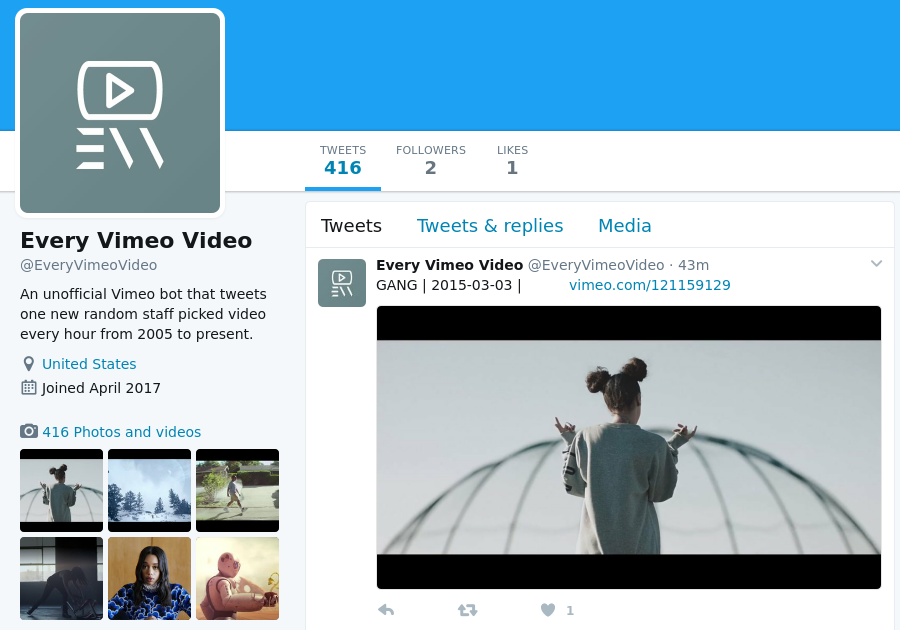 TWEETS
416
FOLLOWERS
2
LIKES
1
Every Vimeo Video
@EveryVimeoVideo
An unofficial Vimeo bot that tweets
one new random staff picked video
every hour from 2005 to present.
United States
Joined April 2017
416 Photos and videos
Tweets
Tweets & replies
Media
Every Vimeo Video @EveryVimeoVideo · 43m
GANG | 2015-03-03 | vimeo.com/121159129
1